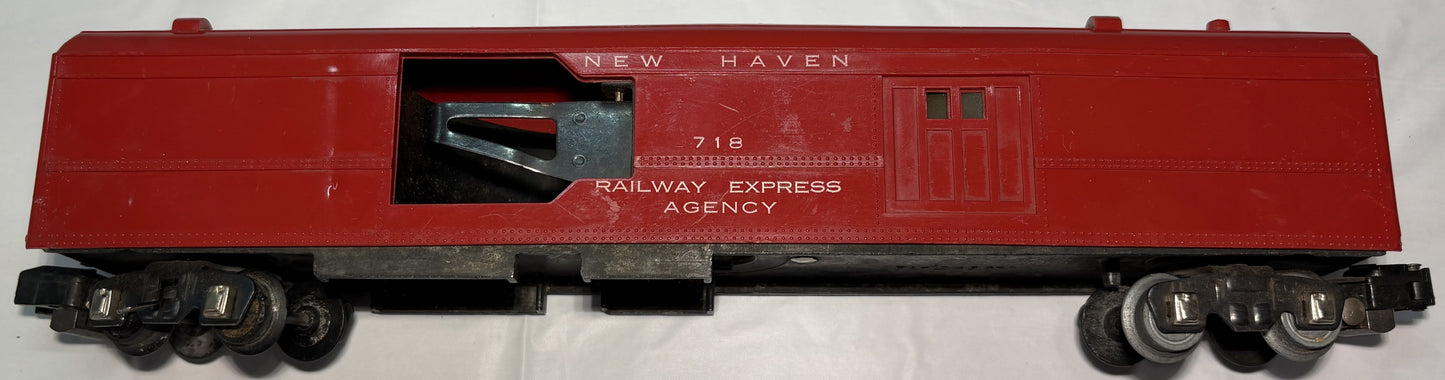 NEW HAVEN
718
RAILWAY EXPRESS
AGENCY